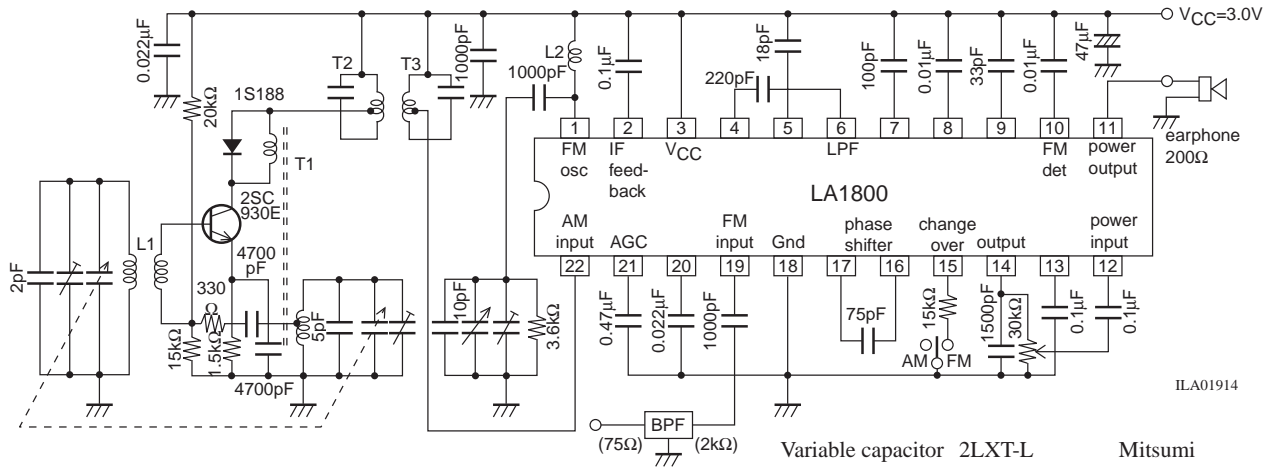 VCC=3.0V
0.022µF
20kΩ
1S188
T2
T3
1000pF
1000pF
L2
0.1µF
220pF
18pF
100pF
0.01µF
33pF
0.01µF
47µF
earphone
200Ω
1 2 3 4 5 6 7 8 9 10 11
FM
osc
IF
feed-
back
VCC
LPF
FM
det
power
output
LA1800
AM
input
AGC
FM
input
Gnd
phase
shifter
change
over
output
power
input
22 21 20 19 18 17 16 15 14 13 12
T1
2SC
930E
L1
2pF
4700
pF
330
Ω
15kΩ
1.5kΩ
4700pF
5pF
10pF
3.6kΩ
0.47µF
0.022µF
1000pF
75pF
15kΩ
AM FM
1500pF
30kΩ
0.1µF
0.1µF
ILA01914
(75Ω)
BPF
(2kΩ)
Variable capacitor 2LXT-L Mitsumi